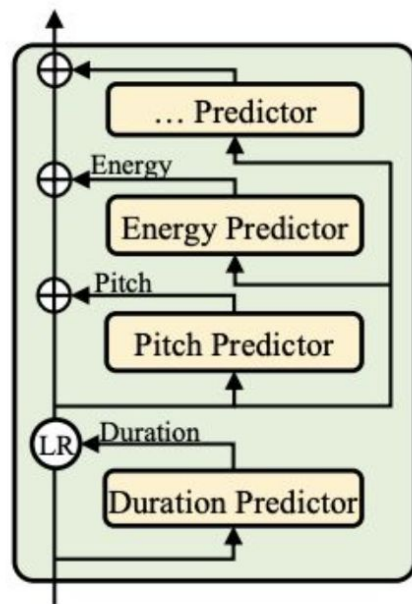 … Predictor
Energy
Energy Predictor
Pitch
Pitch Predictor
LR
Duration
Duration Predictor